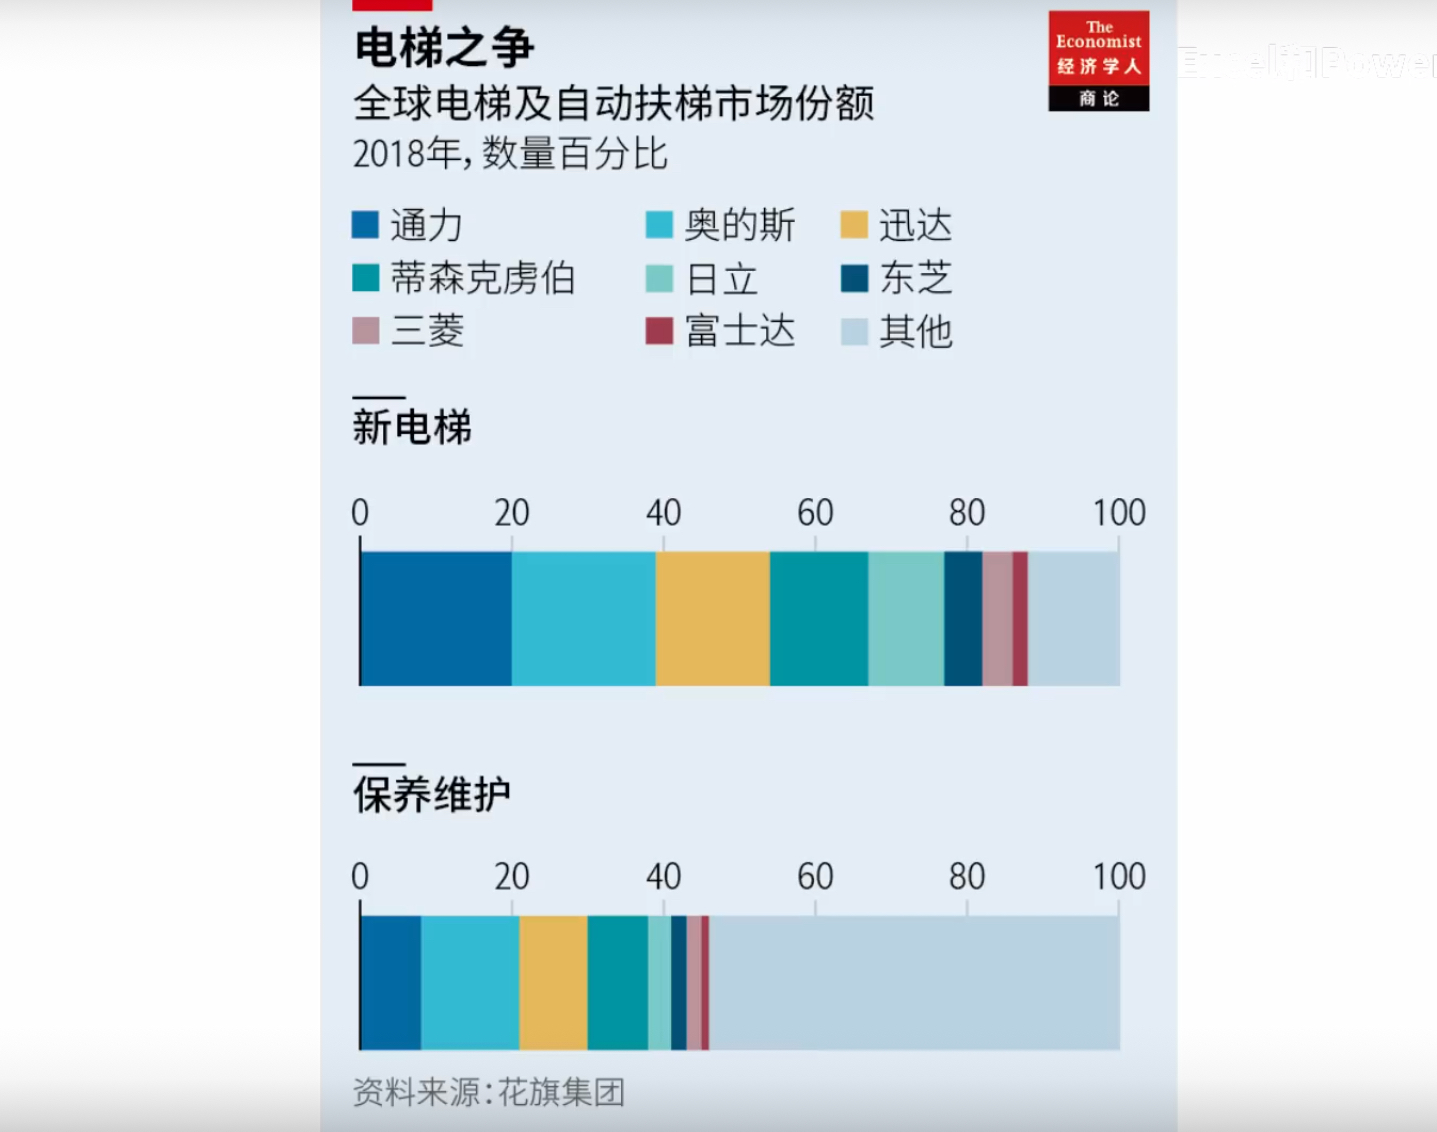 电梯之争
The
Economist
经济学人
商论
全球电梯及自动扶梯市场份额
2018年，数量百分比
通力 奥的斯 迅达
蒂森克虏伯 日立 东芝
三菱 富士达 其他
新电梯
0 20 40 60 80 100
保养维护
0 20 40 60 80 100
资料来源：花旗集团